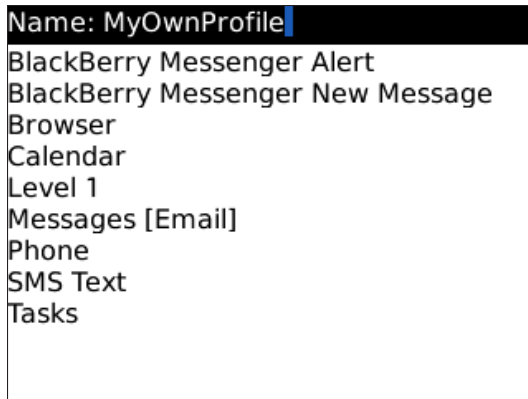 Name: MyOwnProfile
BlackBerry Messenger Alert
BlackBerry Messenger New Message
Browser
Calendar
Level 1
Messages [Email]
Phone
SMS Text
Tasks